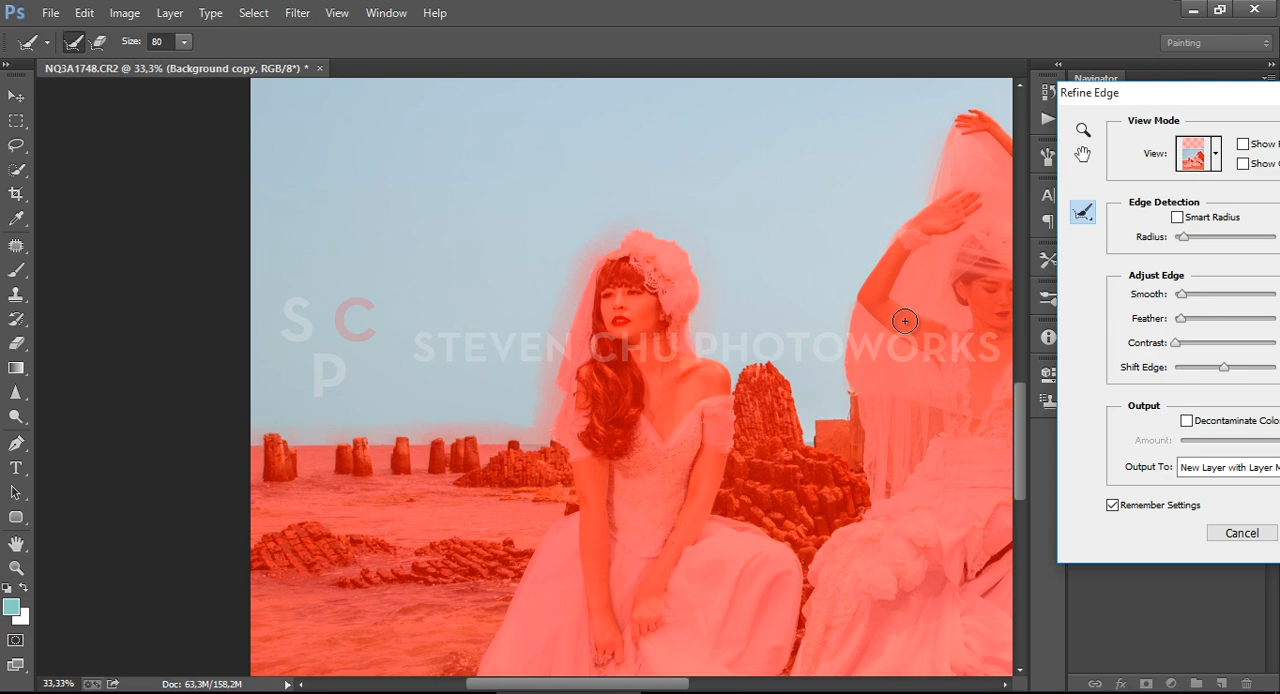 Ps File Edit Image Layer Type Select Filter View Window Help
Size: 80
Painting
NQ3A1748.CR2 @ 33,3% (Background copy, RGB/8*) * ×
Navigator
Refine Edge
View Mode
View:
Show
Show
Edge Detection
Smart Radius
Radius:
Adjust Edge
Smooth:
Feather:
Contrast:
Shift Edge:
Output
Decontaminate Colo
Amount:
Output To: New Layer with Layer M
Remember Settings
Cancel
S C
P
STEVEN CHU PHOTOWORKS
33,33%
Doc: 63,3M/158,2M